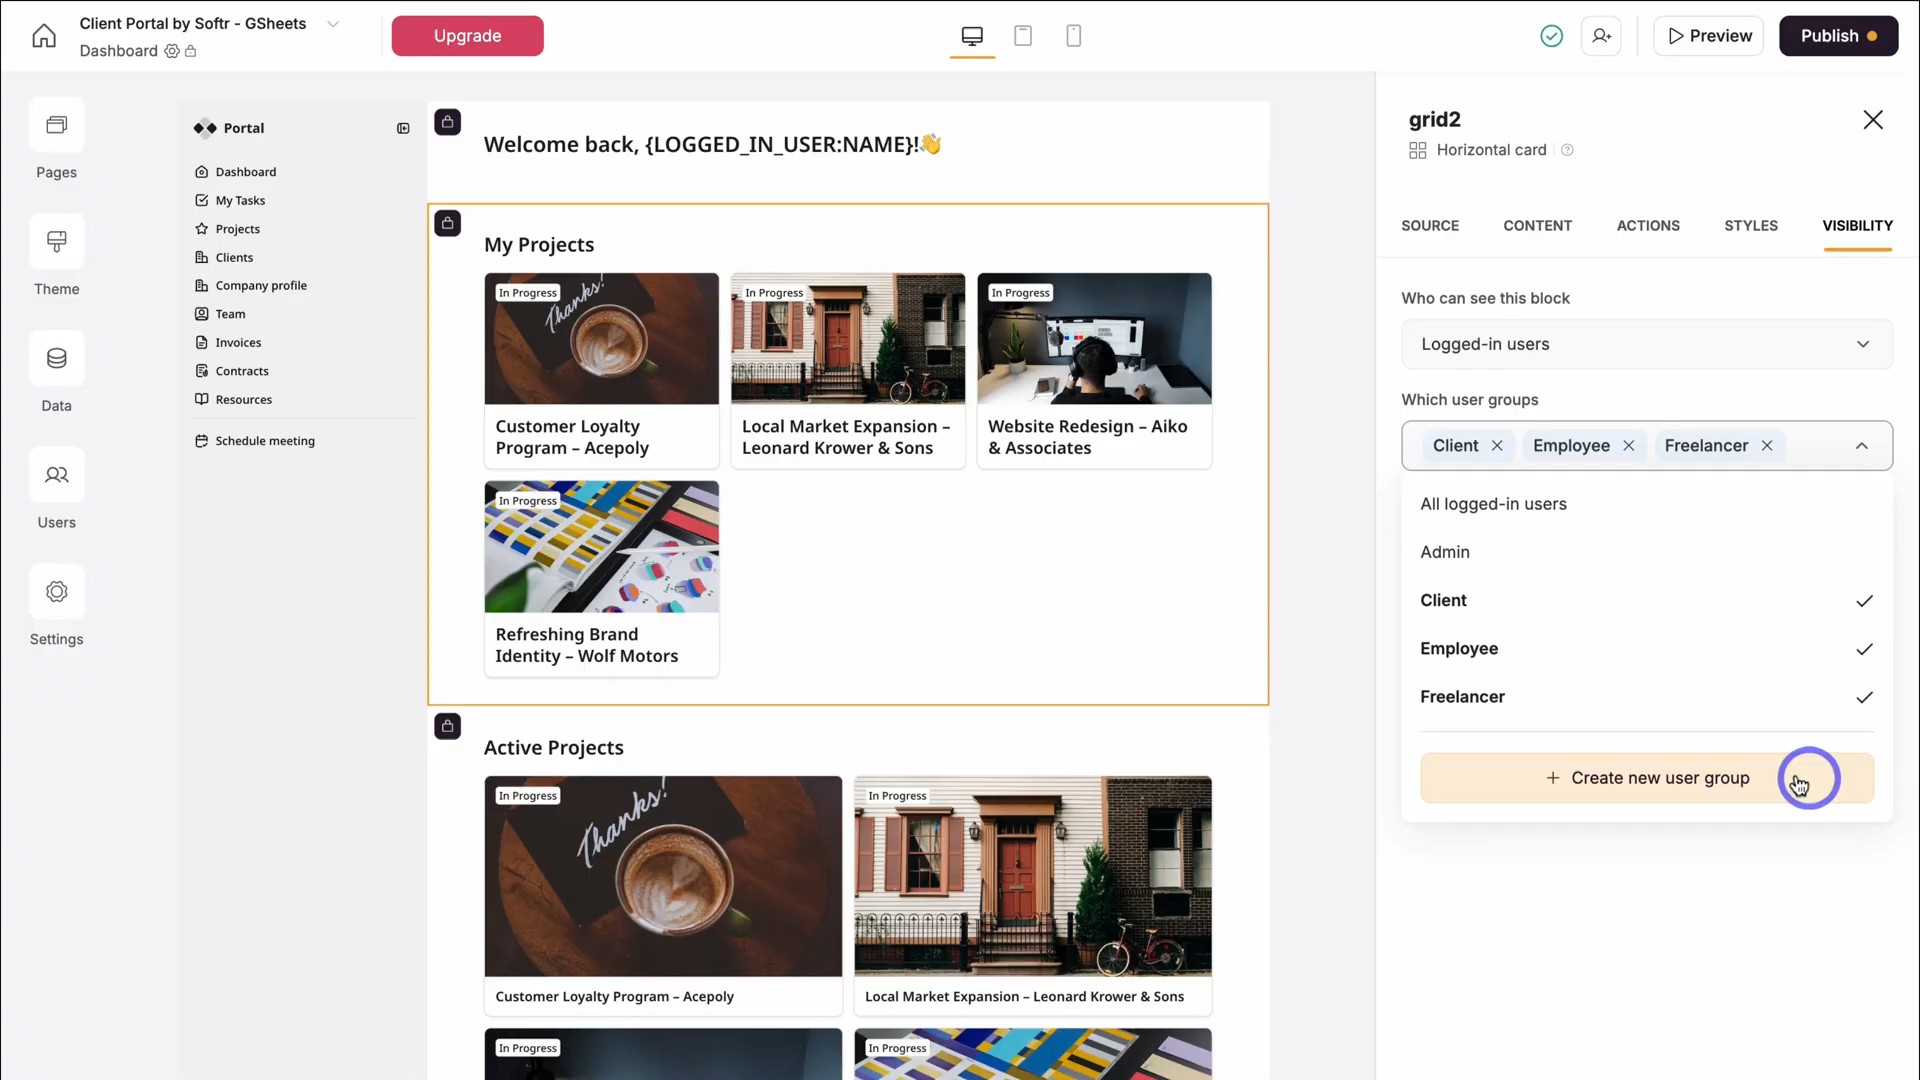 Client Portal by Softr - GSheets
Dashboard
Upgrade
Preview
Publish
Pages
Theme
Data
Users
Settings
Portal
Dashboard
My Tasks
Projects
Clients
Company profile
Team
Invoices
Contracts
Resources
Schedule meeting
Welcome back, {LOGGED_IN_USER:NAME}!👋
My Projects
In Progress
Thanks!
Customer Loyalty
Program – Acepoly
In Progress
Local Market Expansion –
Leonard Krower & Sons
In Progress
Website Redesign – Aiko
& Associates
In Progress
Refreshing Brand
Identity – Wolf Motors
Active Projects
In Progress
Thanks!
Customer Loyalty Program – Acepoly
In Progress
Local Market Expansion – Leonard Krower & Sons
In Progress
In Progress
grid2
Horizontal card
SOURCE
CONTENT
ACTIONS
STYLES
VISIBILITY
Who can see this block
Logged-in users
Which user groups
Client
Employee
Freelancer
All logged-in users
Admin
Client
Employee
Freelancer
+ Create new user group